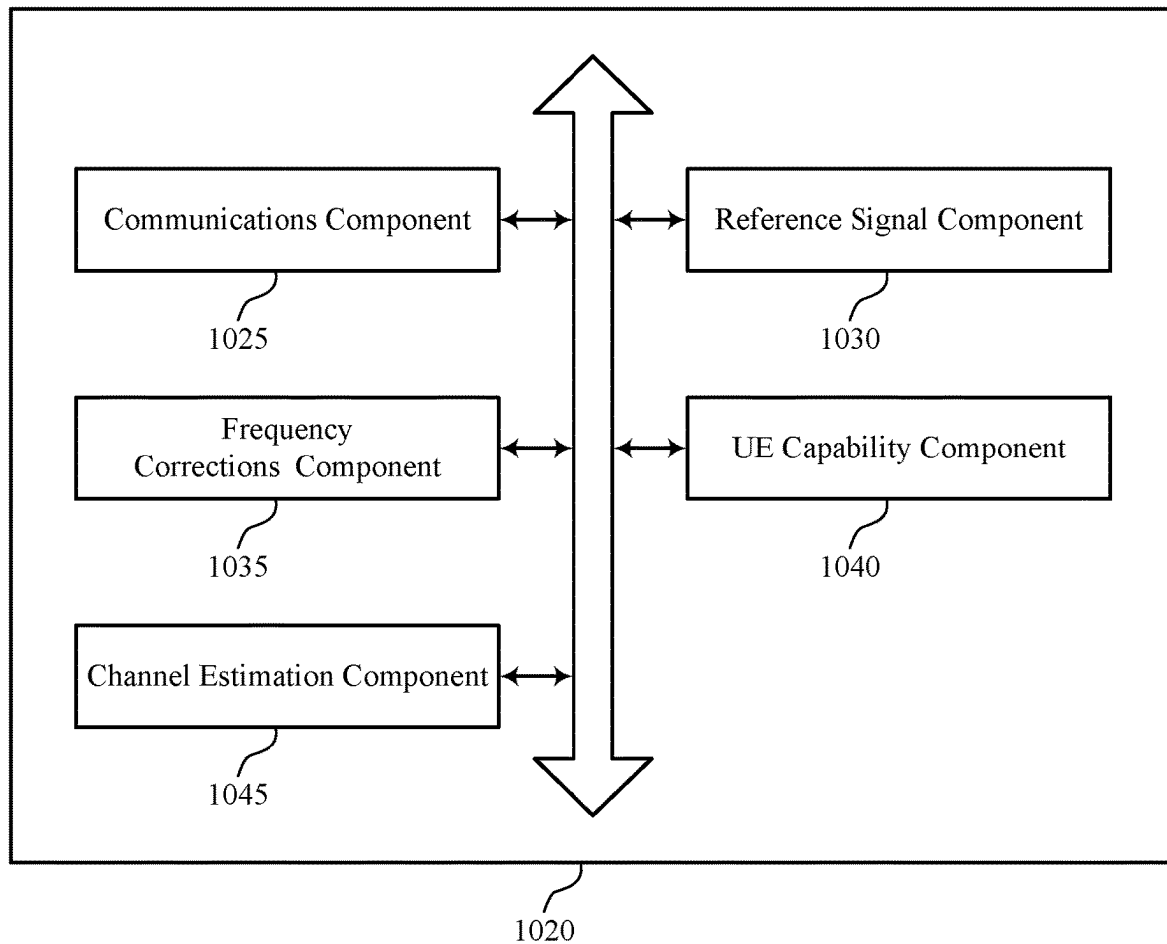 Communications Component
Reference Signal Component
1025
1030
Frequency
Corrections Component
UE Capability Component
1035
1040
Channel Estimation Component
1045
1020